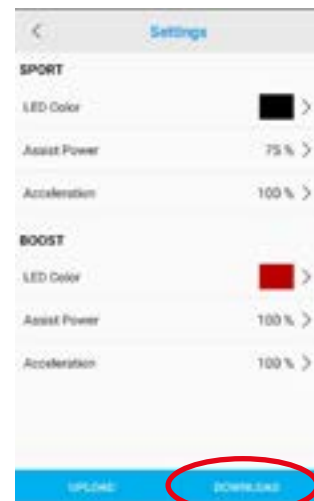 Settings
SPORT
LED Color
Assist Power 75 %
Acceleration 100 %
BOOST
LED Color
Assist Power 100 %
Acceleration 100 %
UPLOAD DOWNLOAD